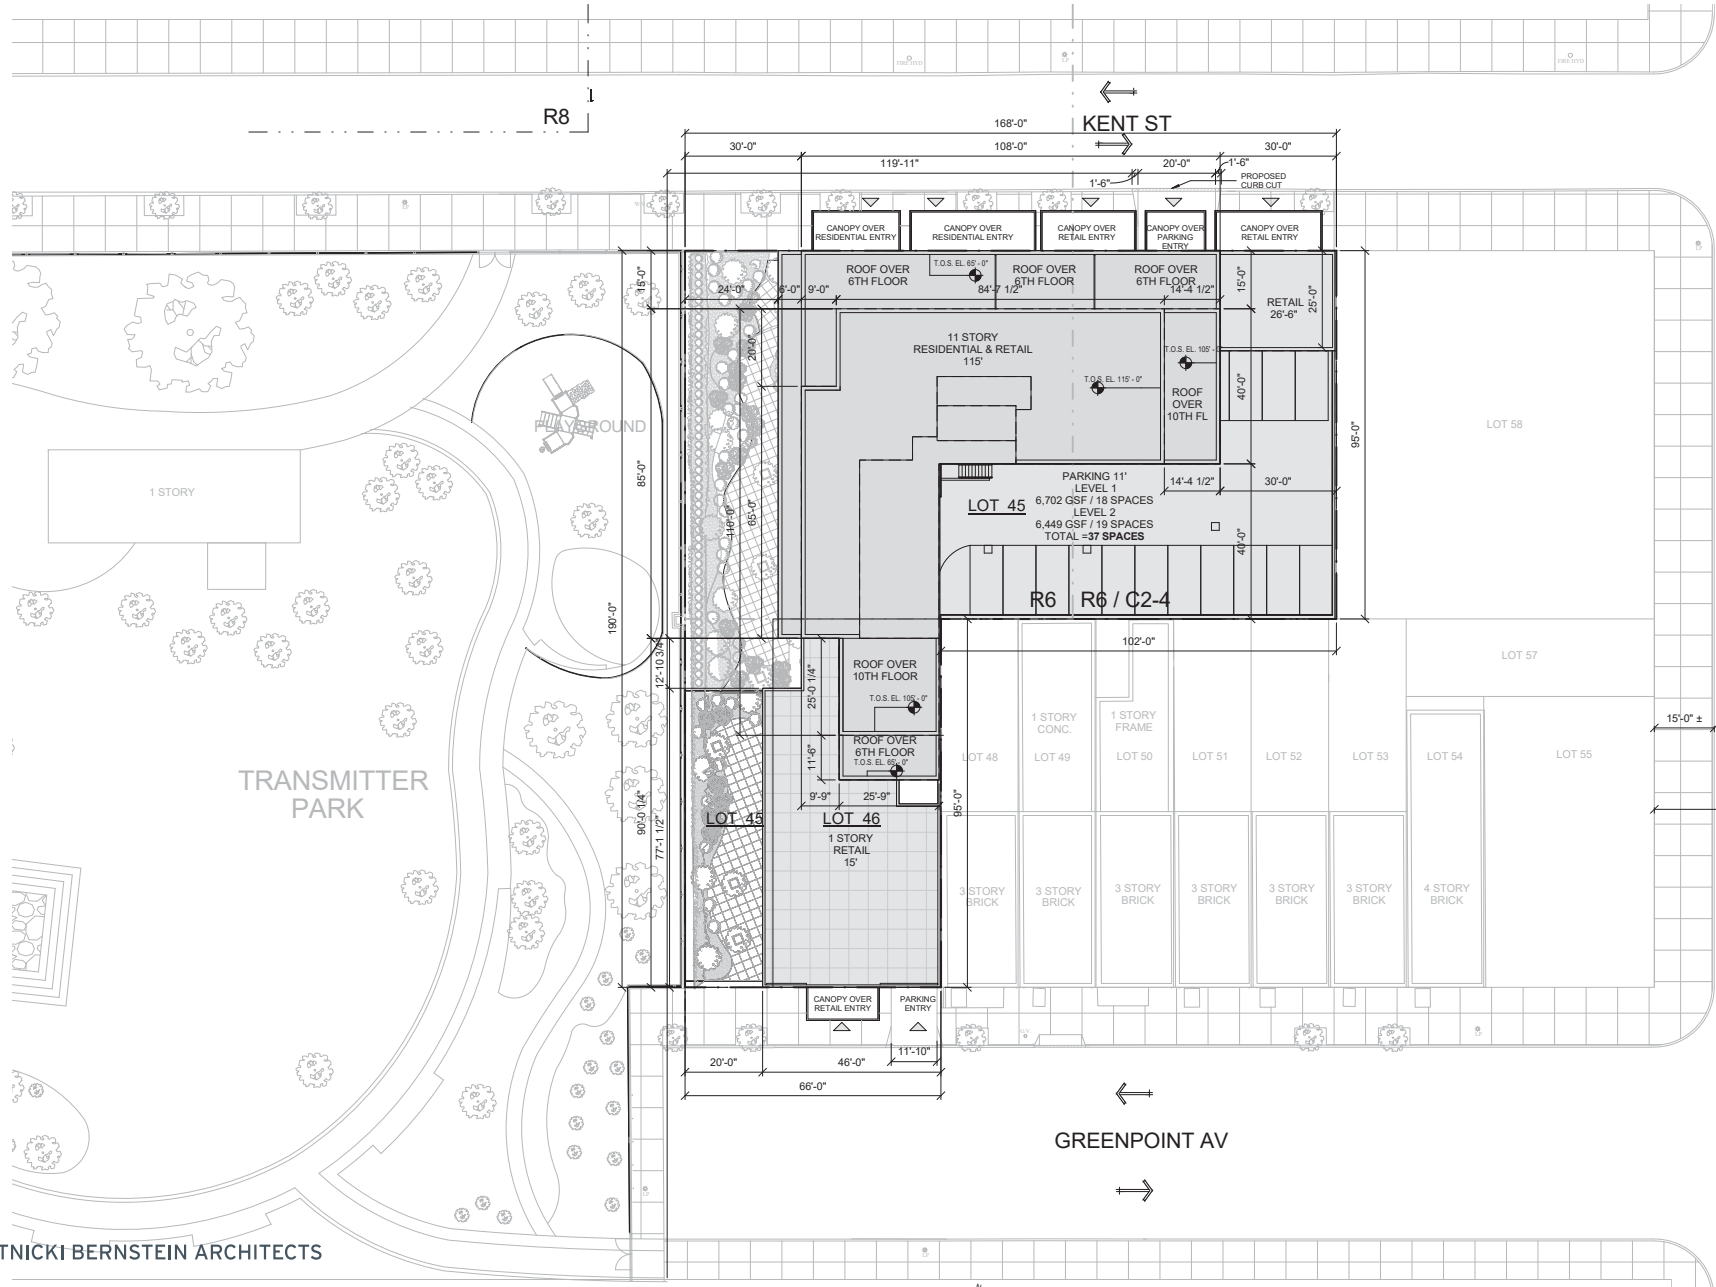 FIRE HYD
LP
FIRE HYD
R8
KENT ST
168'-0"
30'-0"
108'-0"
30'-0"
119'-11"
20'-0"
1'-6"
1'-6"
PROPOSED
CURB CUT
LP
CANOPY OVER
RESIDENTIAL ENTRY
CANOPY OVER
RESIDENTIAL ENTRY
CANOPY OVER
RETAIL ENTRY
CANOPY OVER
PARKING
ENTRY
CANOPY OVER
RETAIL ENTRY
LP
15'-0"
ROOF OVER
6TH FLOOR
T.O.S. EL. 65' - 0"
ROOF OVER
6TH FLOOR
ROOF OVER
6TH FLOOR
15'-0"
24'-0"
6'-0"
9'-0"
84'-7 1/2"
14'-4 1/2"
RETAIL
26'-6"
25'-0"
11 STORY
RESIDENTIAL & RETAIL
115'
20'-0"
T.O.S. EL. 105' - 0"
T.O.S. EL. 115' - 0"
ROOF
OVER
10TH FL
40'-0"
95'-0"
PLAYGROUND
LOT 58
1 STORY
85'-0"
110'-0"
65'-0"
PARKING 11'
LEVEL 1
6,702 GSF / 18 SPACES
LEVEL 2
6,449 GSF / 19 SPACES
TOTAL =37 SPACES
LOT 45
14'-4 1/2"
30'-0"
40'-0"
R6
R6 / C2-4
190'-0"
102'-0"
12'-10 3/4"
ROOF OVER
10TH FLOOR
25'-0 1/4"
T.O.S. EL. 105' - 0"
LOT 57
1 STORY
CONC.
1 STORY
FRAME
15'-0" ±
ROOF OVER
6TH FLOOR
T.O.S. EL. 65'- 0"
11'-6"
LOT 48
LOT 49
LOT 50
LOT 51
LOT 52
LOT 53
LOT 54
LOT 55
TRANSMITTER
PARK
9'-9"
25'-9"
95'-0"
90'-0 1/4"
77'-1 1/2"
LOT 45
LOT 46
1 STORY
RETAIL
15'
3 STORY
BRICK
3 STORY
BRICK
3 STORY
BRICK
3 STORY
BRICK
3 STORY
BRICK
3 STORY
BRICK
4 STORY
BRICK
CANOPY OVER
RETAIL ENTRY
PARKING
ENTRY
LP
11'-10"
20'-0"
46'-0"
66'-0"
GREENPOINT AV
LP
TNICKI BERNSTEIN ARCHITECTS
LP